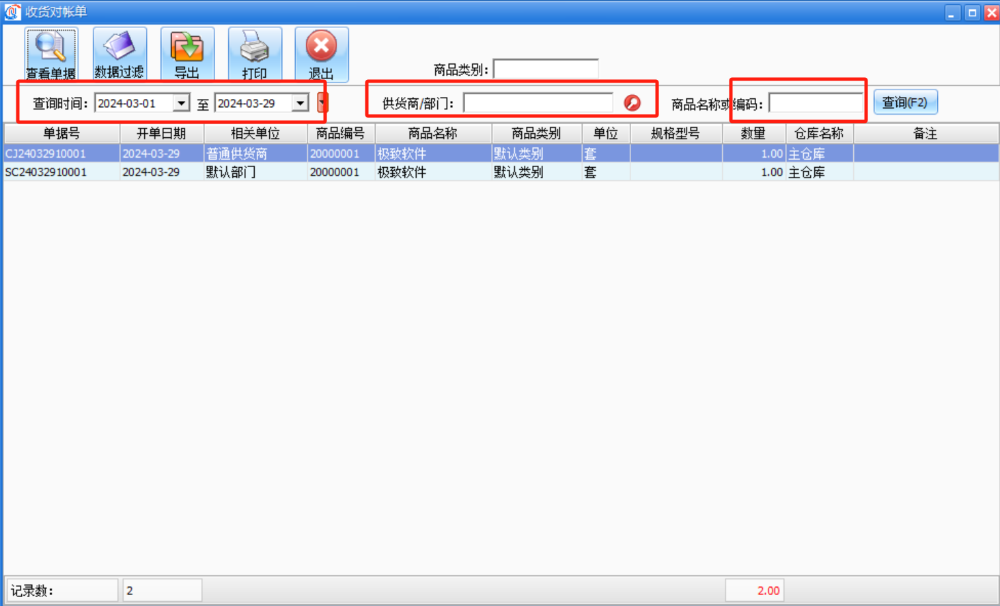 收货对帐单
查看单据 数据过滤 导出 打印 退出 商品类别：
查询时间： 2024-03-01 至 2024-03-29 供货商/部门： 商品名称或编码： 查询(F2)
单据号 开单日期 相关单位 商品编号 商品名称 商品类别 单位 规格型号 数量 仓库名称 备注
CJ24032910001 2024-03-29 普通供货商 20000001 极致软件 默认类别 套 1.00 主仓库
SC24032910001 2024-03-29 默认部门 20000001 极致软件 默认类别 套 1.00 主仓库
记录数： 2 2.00